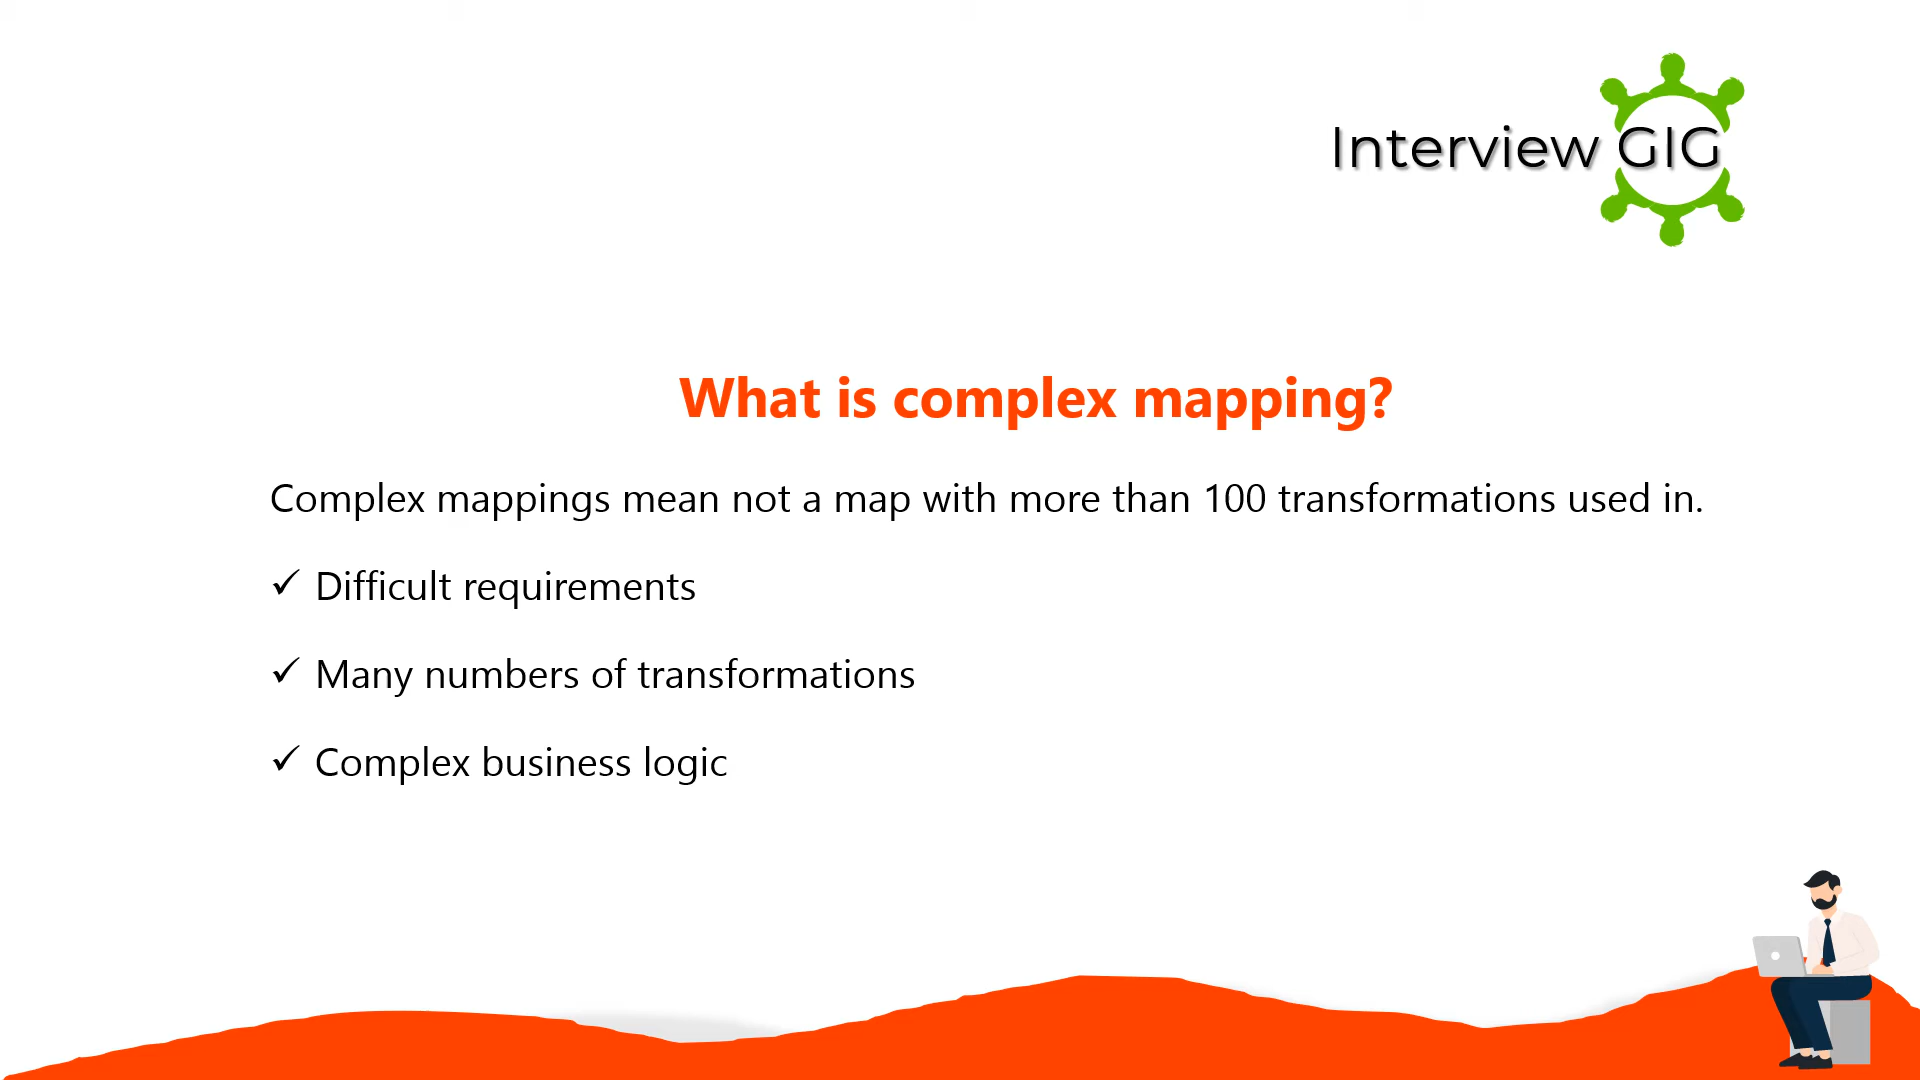 Interview GIG
What is complex mapping?
Complex mappings mean not a map with more than 100 transformations used in.
✓ Difficult requirements
✓ Many numbers of transformations
✓ Complex business logic